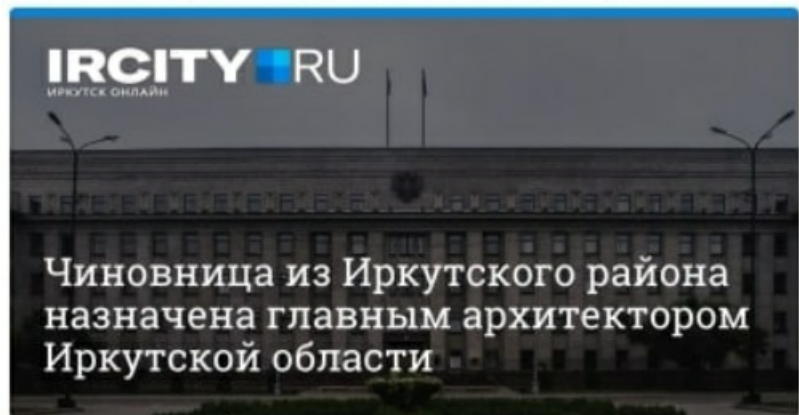 IRCITY RU
ИРКУТСК ОНЛАЙН
Чиновница из Иркутского района
назначена главным архитектором
Иркутской области